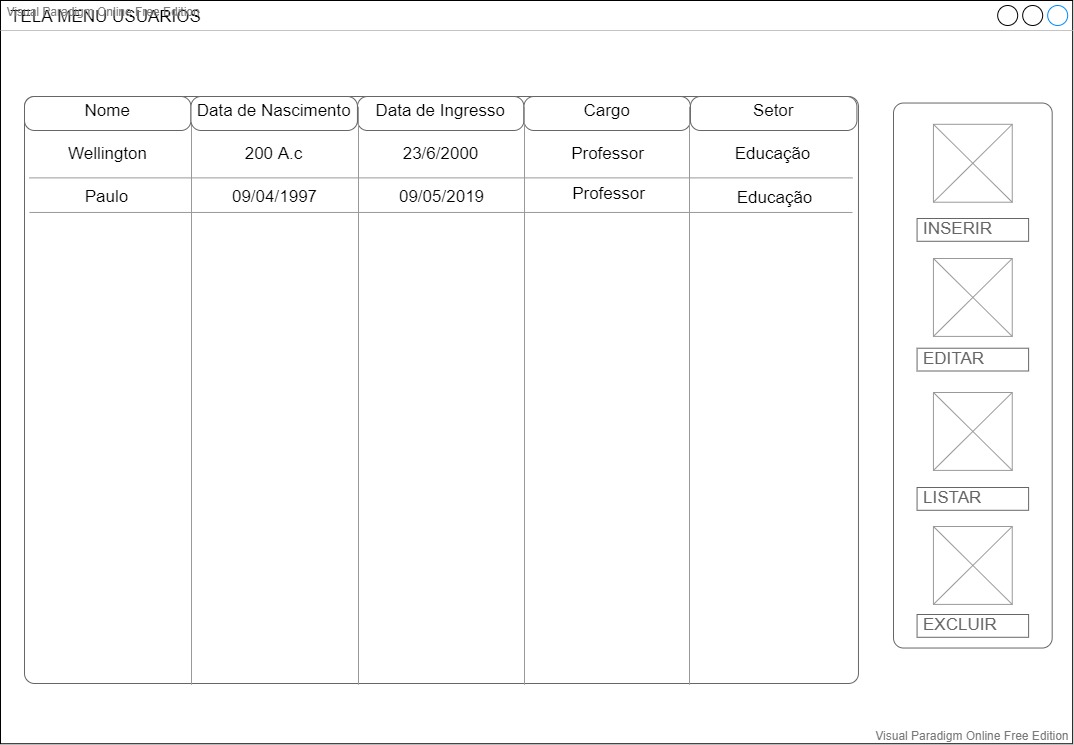 Visual Paradigm Online Free Edition
TELA MENU USUARIOS
Nome Data de Nascimento Data de Ingresso Cargo Setor
Wellington 200 A.c 23/6/2000 Professor Educação
Paulo 09/04/1997 09/05/2019 Professor Educação
INSERIR
EDITAR
LISTAR
EXCLUIR
Visual Paradigm Online Free Edition